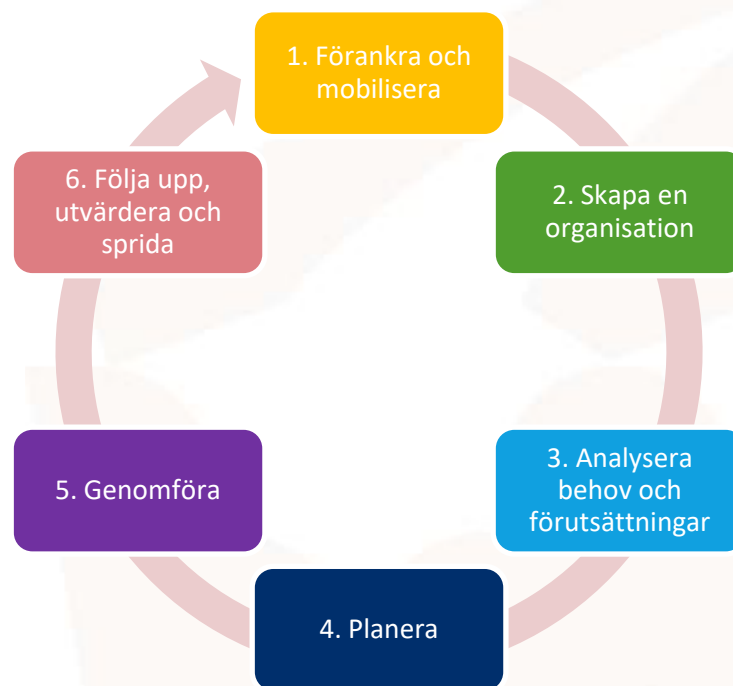 1. Förankra och
mobilisera
2. Skapa en
organisation
3. Analysera
behov och
förutsättningar
4. Planera
5. Genomföra
6. Följa upp,
utvärdera och
sprida